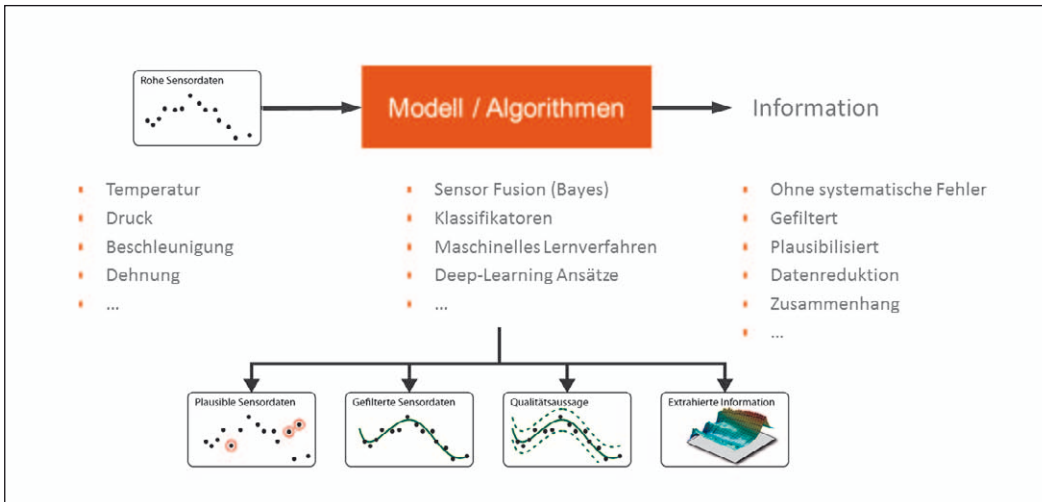 Rohe Sensordaten
Modell / Algorithmen
Information
Temperatur
Druck
Beschleunigung
Dehnung
...
Sensor Fusion (Bayes)
Klassifikatoren
Maschinelles Lernverfahren
Deep-Learning Ansätze
...
Ohne systematische Fehler
Gefiltert
Plausibilisiert
Datenreduktion
Zusammenhang
...
Plausible Sensordaten
Gefilterte Sensordaten
Qualitätsaussage
Extrahierte Information